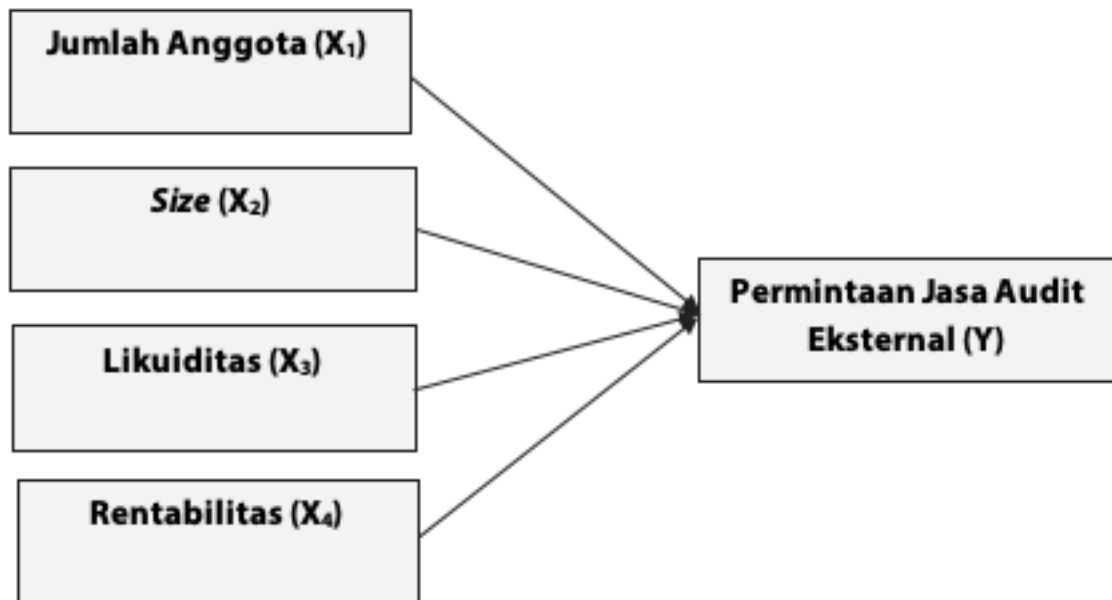 Jumlah Anggota (X₁)
Size (X₂)
Likuiditas (X₃)
Rentabilitas (X₄)
Permintaan Jasa Audit
Eksternal (Y)